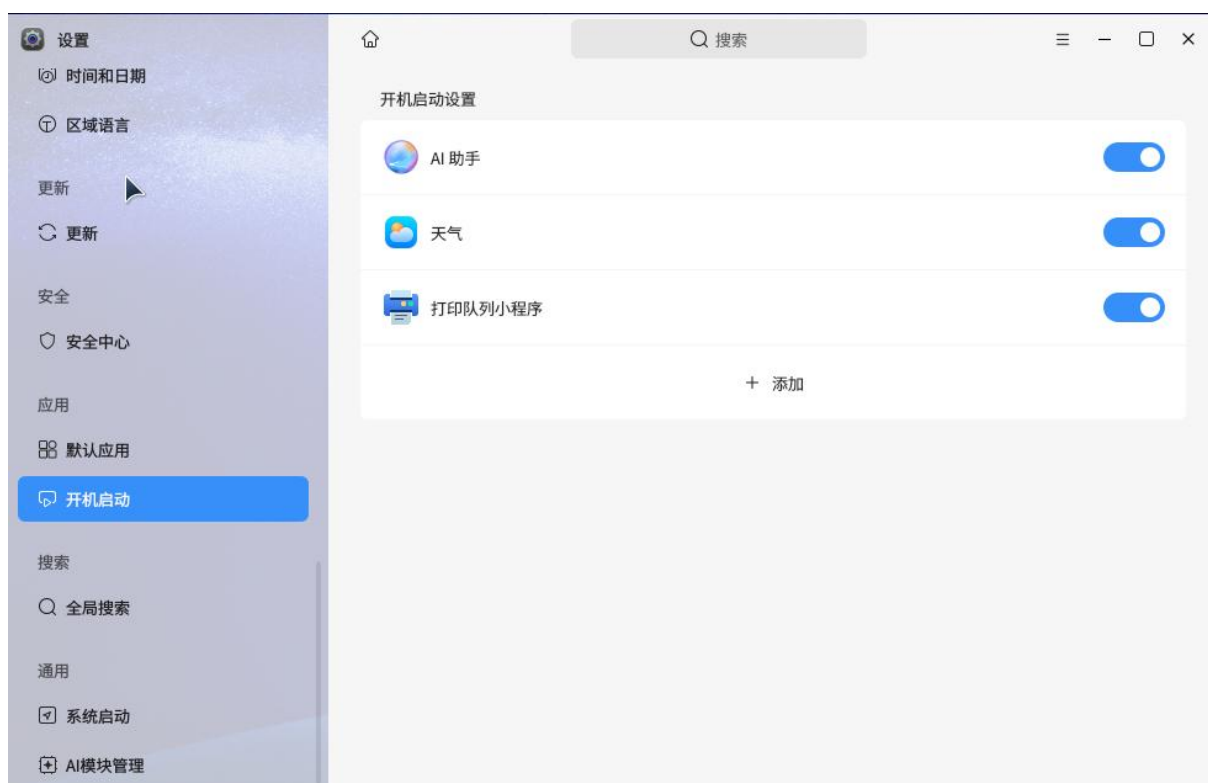 设置
时间和日期
区域语言
更新
更新
安全
安全中心
应用
默认应用
开机启动
搜索
全局搜索
通用
系统启动
AI模块管理
搜索
开机启动设置
AI 助手
天气
打印队列小程序
+ 添加